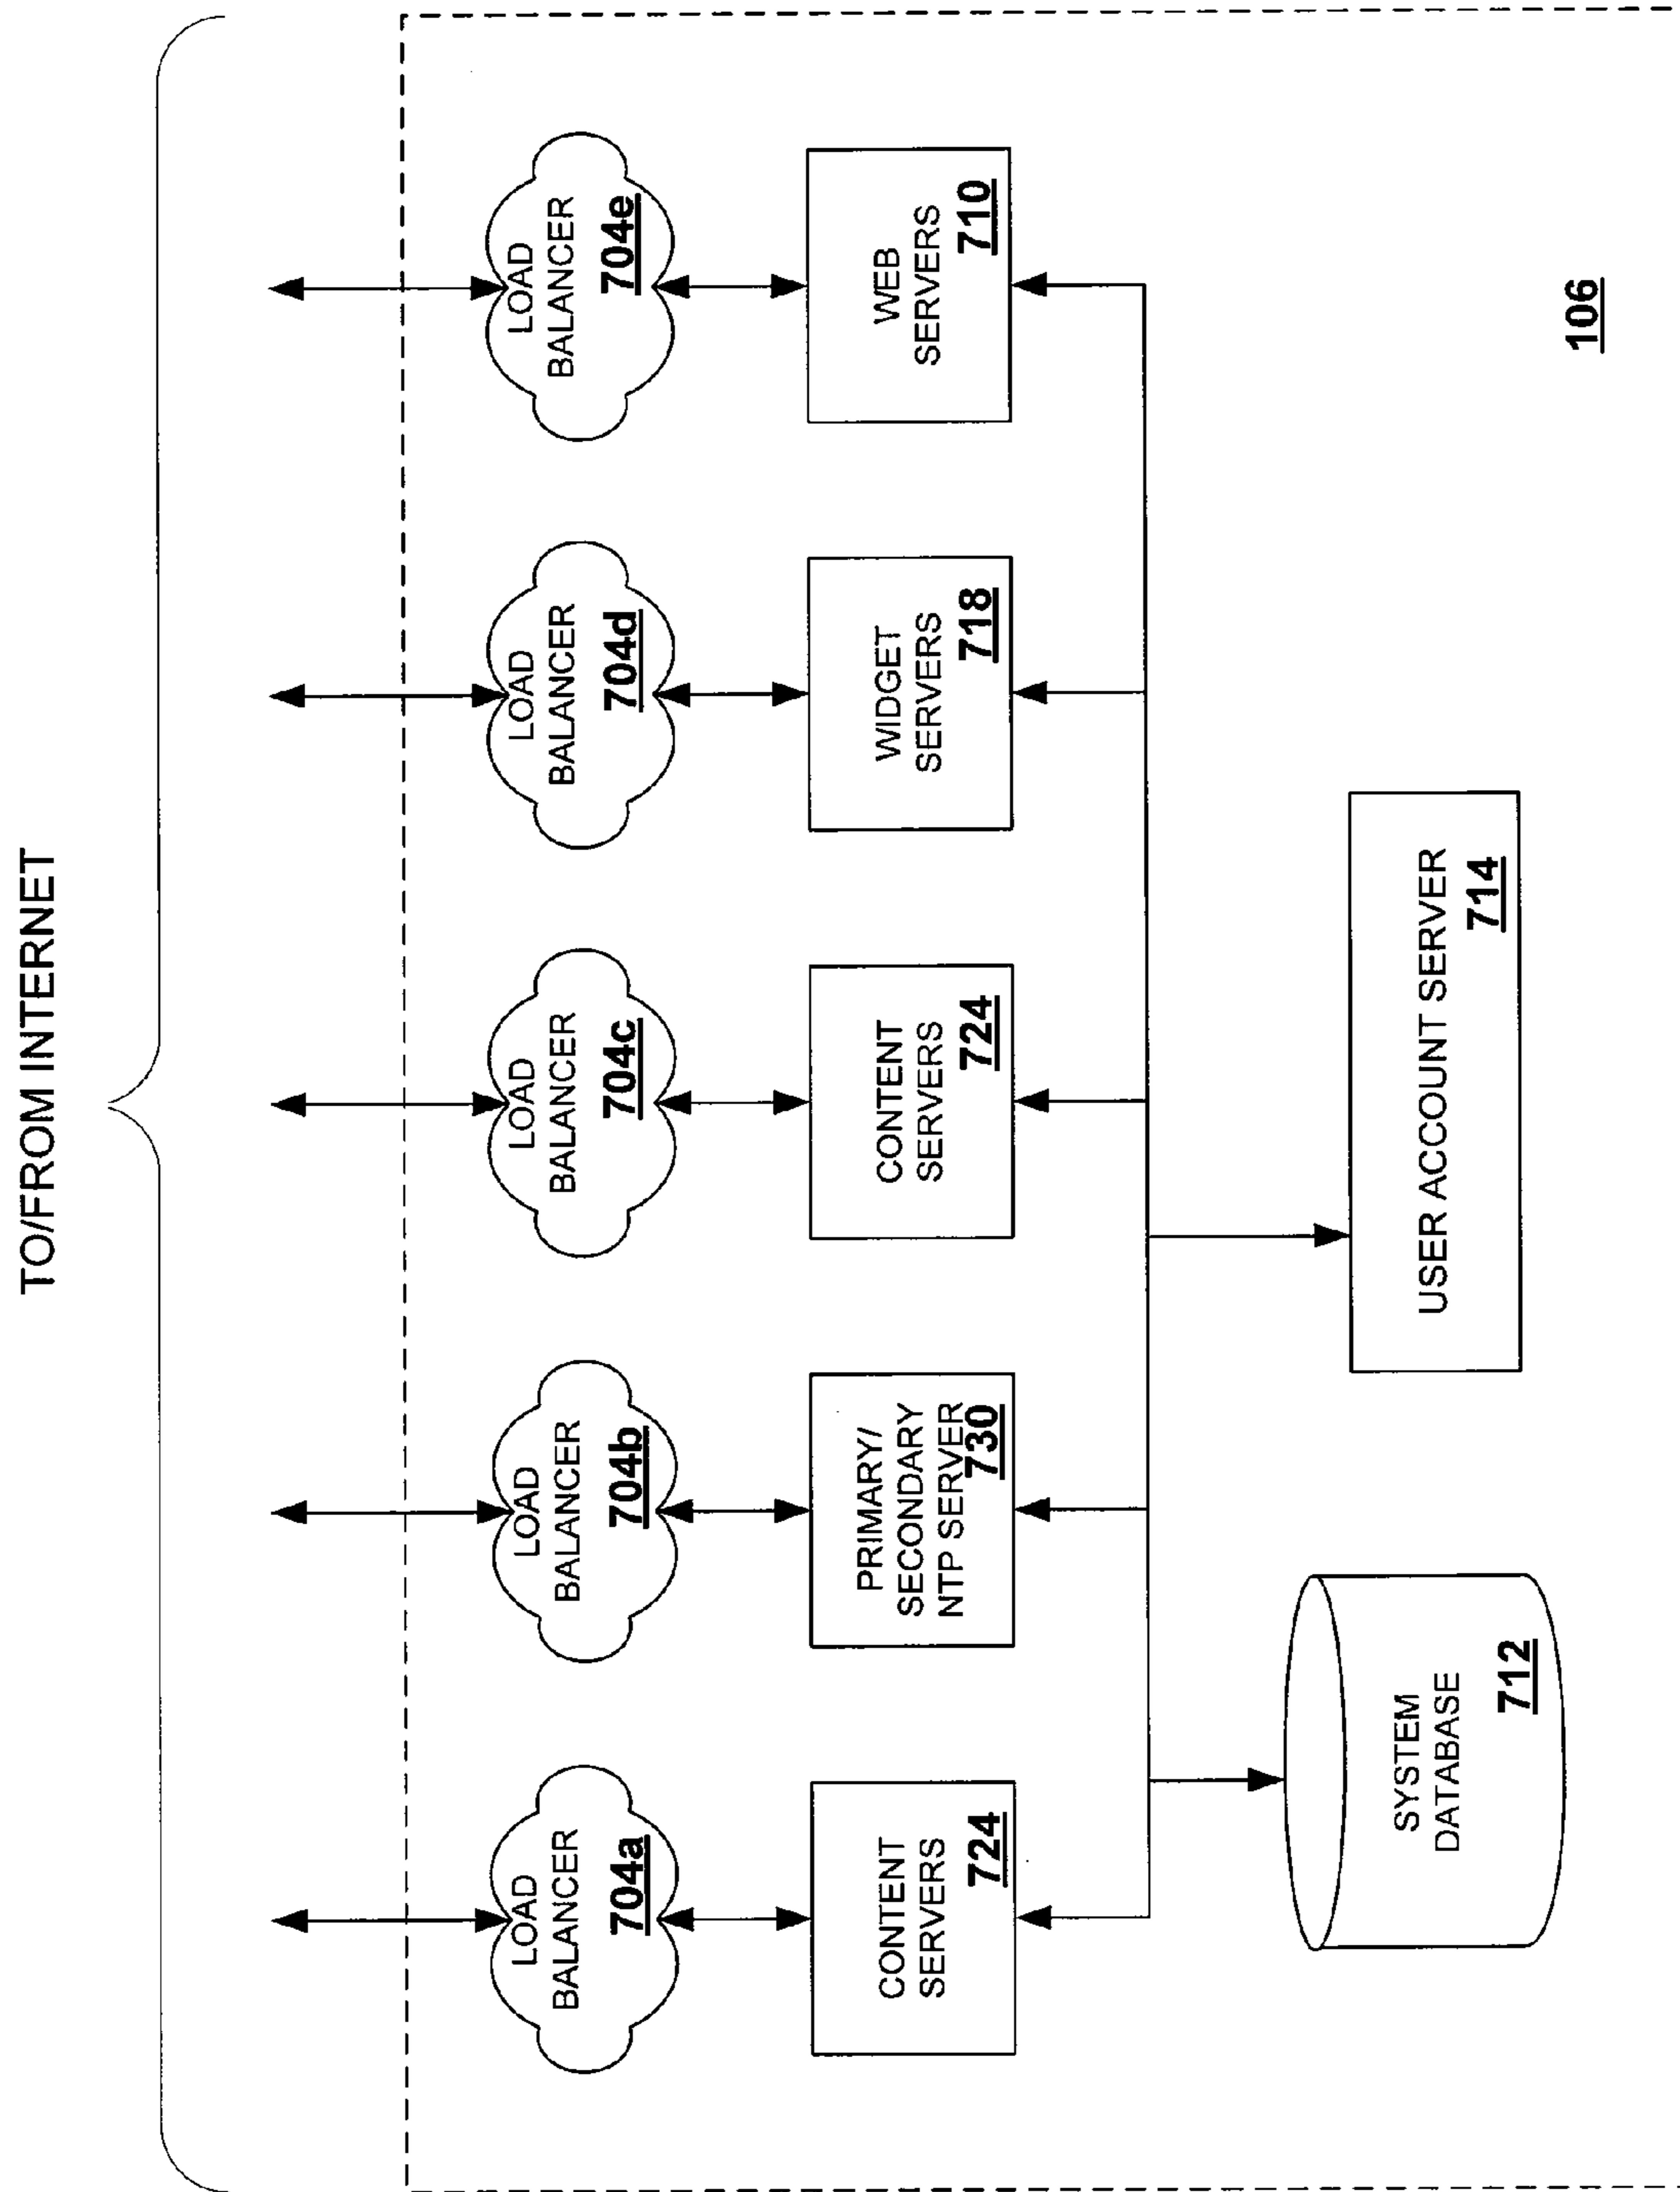 TO/FROM INTERNET
LOAD
BALANCER
704a
LOAD
BALANCER
704b
LOAD
BALANCER
704c
LOAD
BALANCER
704d
LOAD
BALANCER
704e
CONTENT
SERVERS
724
PRIMARY/
SECONDARY
NTP SERVER
730
CONTENT
SERVERS
724
WIDGET
SERVERS
718
WEB
SERVERS
710
SYSTEM
DATABASE
712
USER ACCOUNT SERVER
714
106